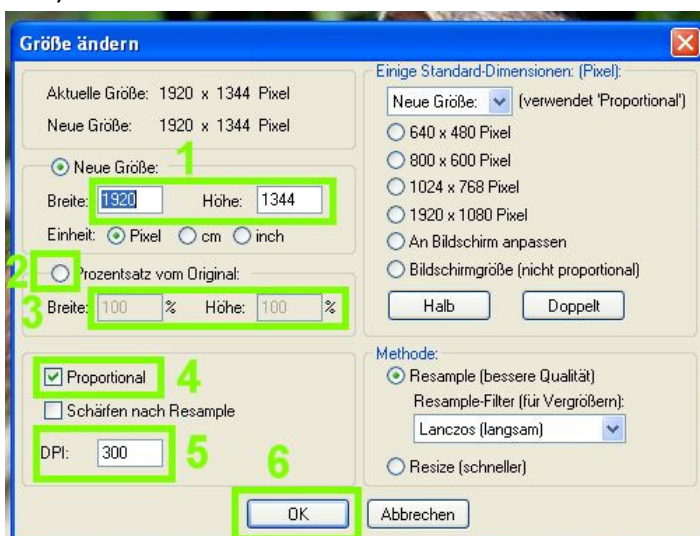 Größe ändern
Aktuelle Größe: 1920 x 1344 Pixel
Neue Größe: 1920 x 1344 Pixel
1
Neue Größe:
Breite: 1920 Höhe: 1344
Einheit: Pixel cm inch
2
Prozentsatz vom Original:
3
Breite: 100 % Höhe: 100 %
Proportional
4
Schärfen nach Resample
DPI: 300
5
6
Einige Standard-Dimensionen: (Pixel):
Neue Größe: (verwendet 'Proportional')
640 x 480 Pixel
800 x 600 Pixel
1024 x 768 Pixel
1920 x 1080 Pixel
An Bildschirm anpassen
Bildschirmgröße (nicht proportional)
Halb Doppelt
Methode:
Resample (bessere Qualität)
Resample-Filter (für Vergrößern):
Lanczos (langsam)
Resize (schneller)
OK Abbrechen